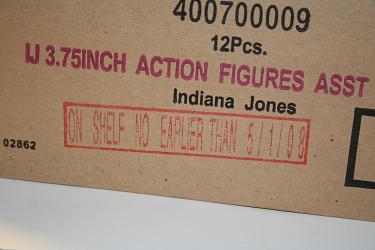 400700009
12Pcs.
IJ 3.75INCH ACTION FIGURES ASST
Indiana Jones
ON SHELF NO EARLIER THAN 5/1/08
02862